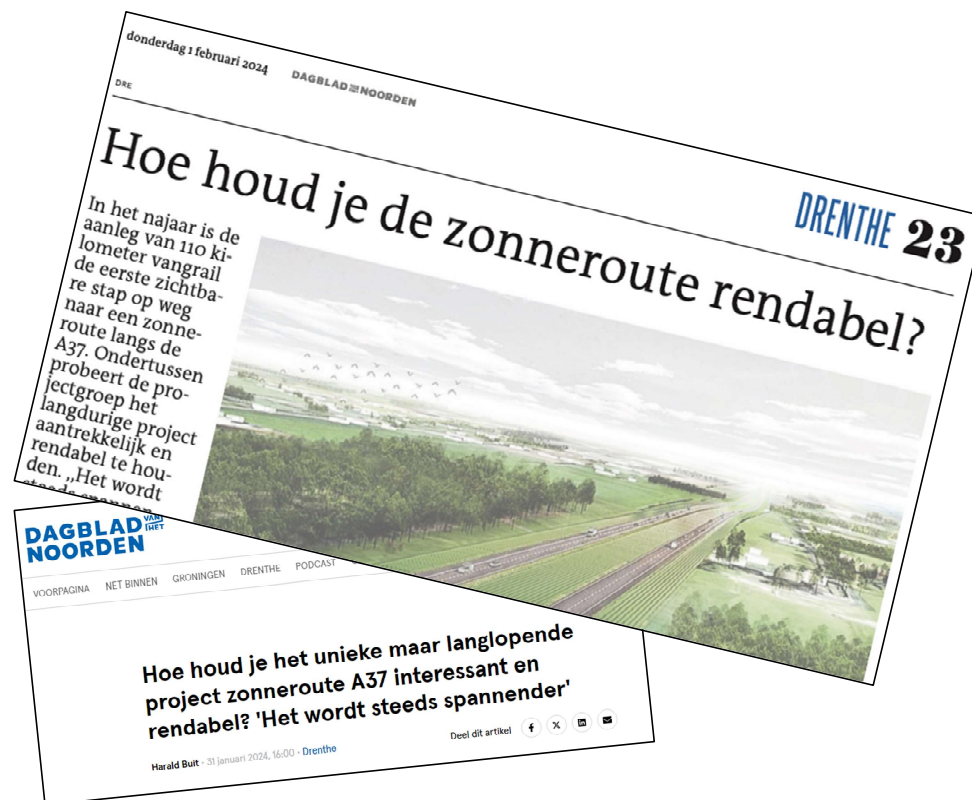 donderdag 1 februari 2024
DAGBLAD VAN HET NOORDEN
DRE
DRENTHE 23
Hoe houd je de zonneroute rendabel?
In het najaar is de
aanleg van 110 ki-
lometer vangrail
de eerste zichtba-
re stap op weg
naar een zonne-
route langs de
A37. Ondertussen
probeert de pro-
jectgroep het
langdurige project
aantrekkelijk en
rendabel te hou-
den. „Het wordt
steeds spannen-
DAGBLAD VAN HET
NOORDEN
VOORPAGINA NET BINNEN GRONINGEN DRENTHE PODCAST
Hoe houd je het unieke maar langlopende
project zonneroute A37 interessant en
rendabel? 'Het wordt steeds spannender'
Harald Buit - 31 januari 2024, 16:00 • Drenthe
Deel dit artikel